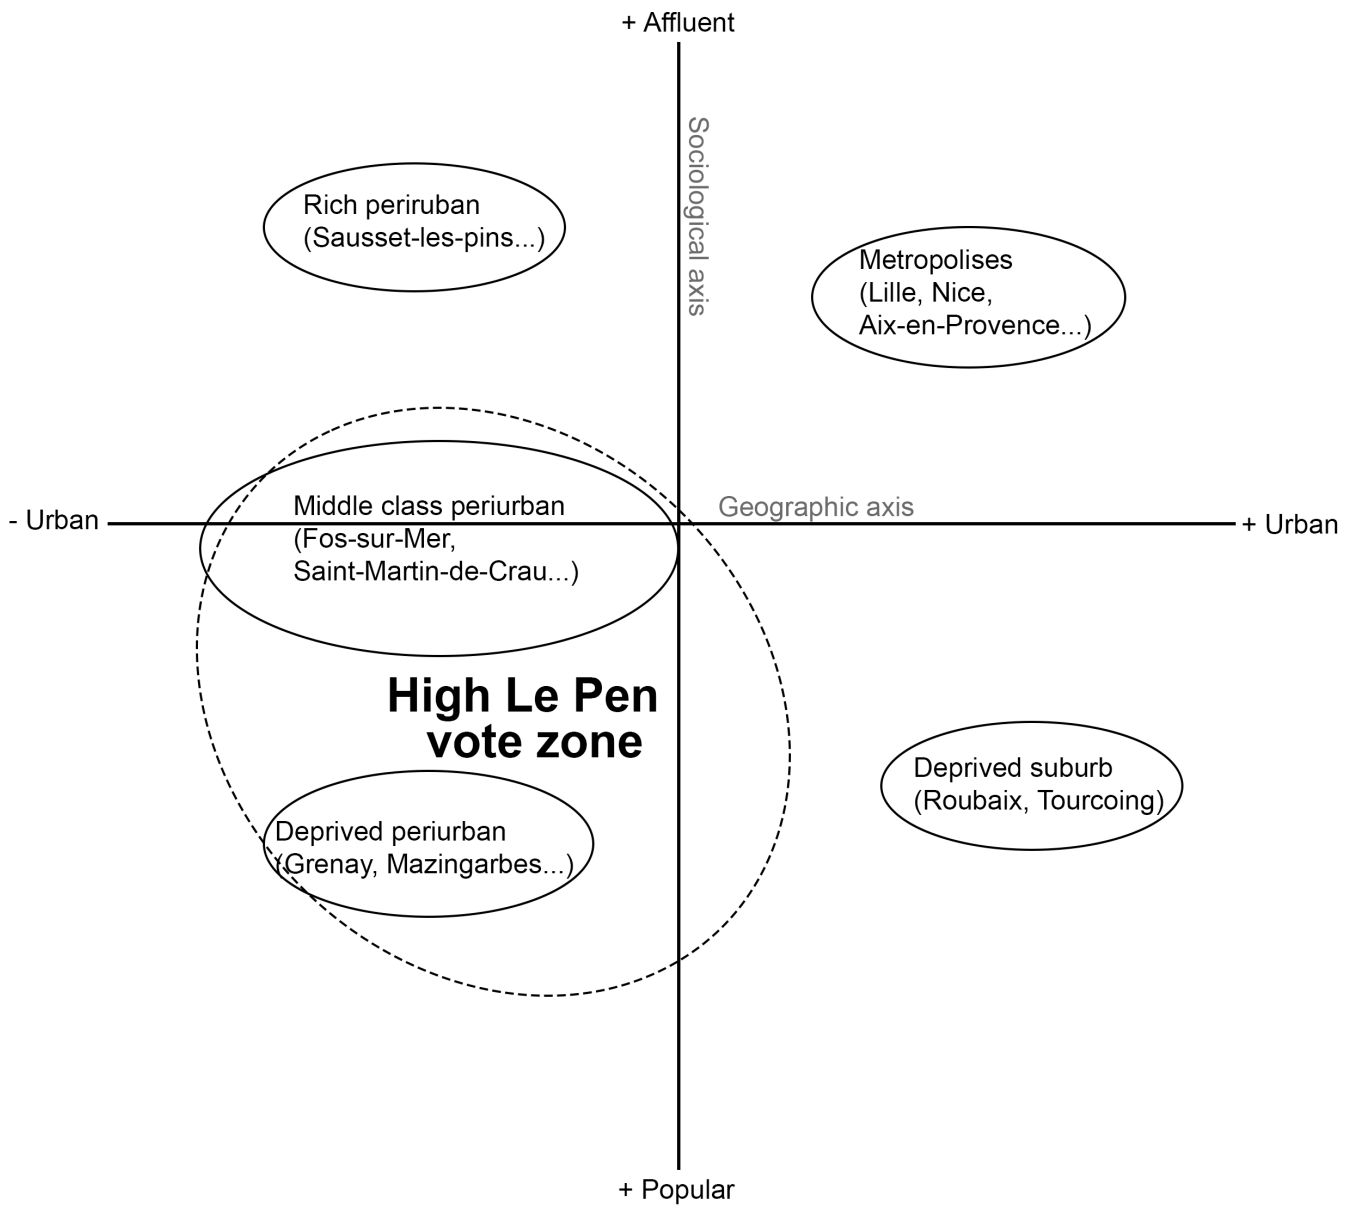 + Affluent
Sociological axis
Rich periruban
(Sausset-les-pins...)
Metropolises
(Lille, Nice,
Aix-en-Provence...)
- Urban
Middle class periurban
(Fos-sur-Mer,
Saint-Martin-de-Crau...)
Geographic axis
+ Urban
High Le Pen
vote zone
Deprived suburb
(Roubaix, Tourcoing)
Deprived periurban
(Grenay, Mazingarbes...)
+ Popular